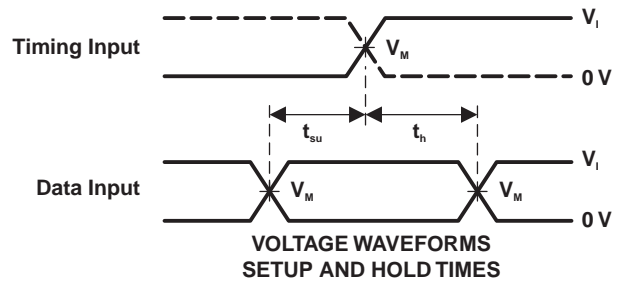 V_I
Timing Input
V_M
0 V
t_su
t_h
V_I
Data Input
V_M
V_M
0 V
VOLTAGE WAVEFORMS
SETUP AND HOLD TIMES